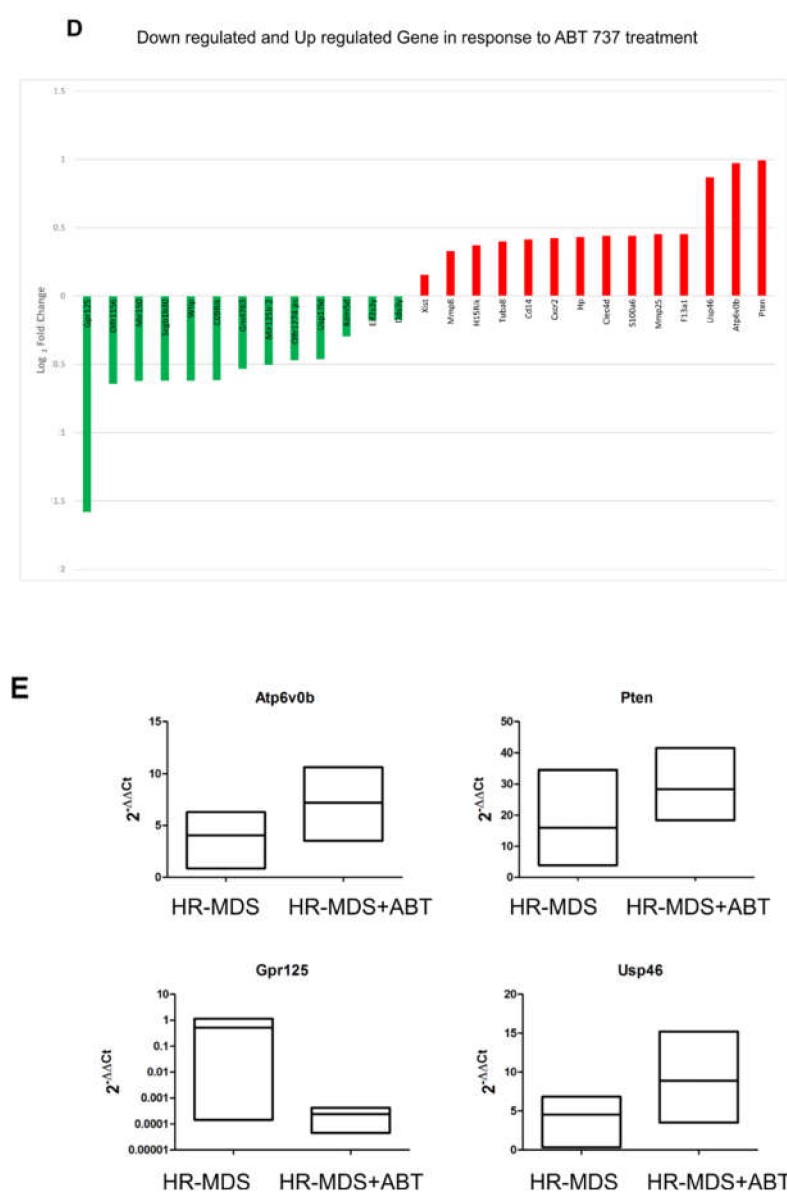 D
Down regulated and Up regulated Gene in response to ABT 737 treatment
Log 2 Fold Change
1.5
1
0.5
0
0.5
1
1.5
2
Gpr125
Mir150
Xist
Mmp8
H15Rik
Tuba8
Cd14
Cxcr2
Hp
Clec4d
S100a6
Mmp25
F13a1
Usp46
Atp6v0b
Pten
E
Atp6v0b
2-ΔΔCt
15
10
5
0
HR-MDS HR-MDS+ABT
Pten
2-ΔΔCt
50
40
30
20
10
0
HR-MDS HR-MDS+ABT
Gpr125
2-ΔΔCt
10
1
0.1
0.01
0.001
0.0001
0.00001
HR-MDS HR-MDS+ABT
Usp46
2-ΔΔCt
20
15
10
5
0
HR-MDS HR-MDS+ABT